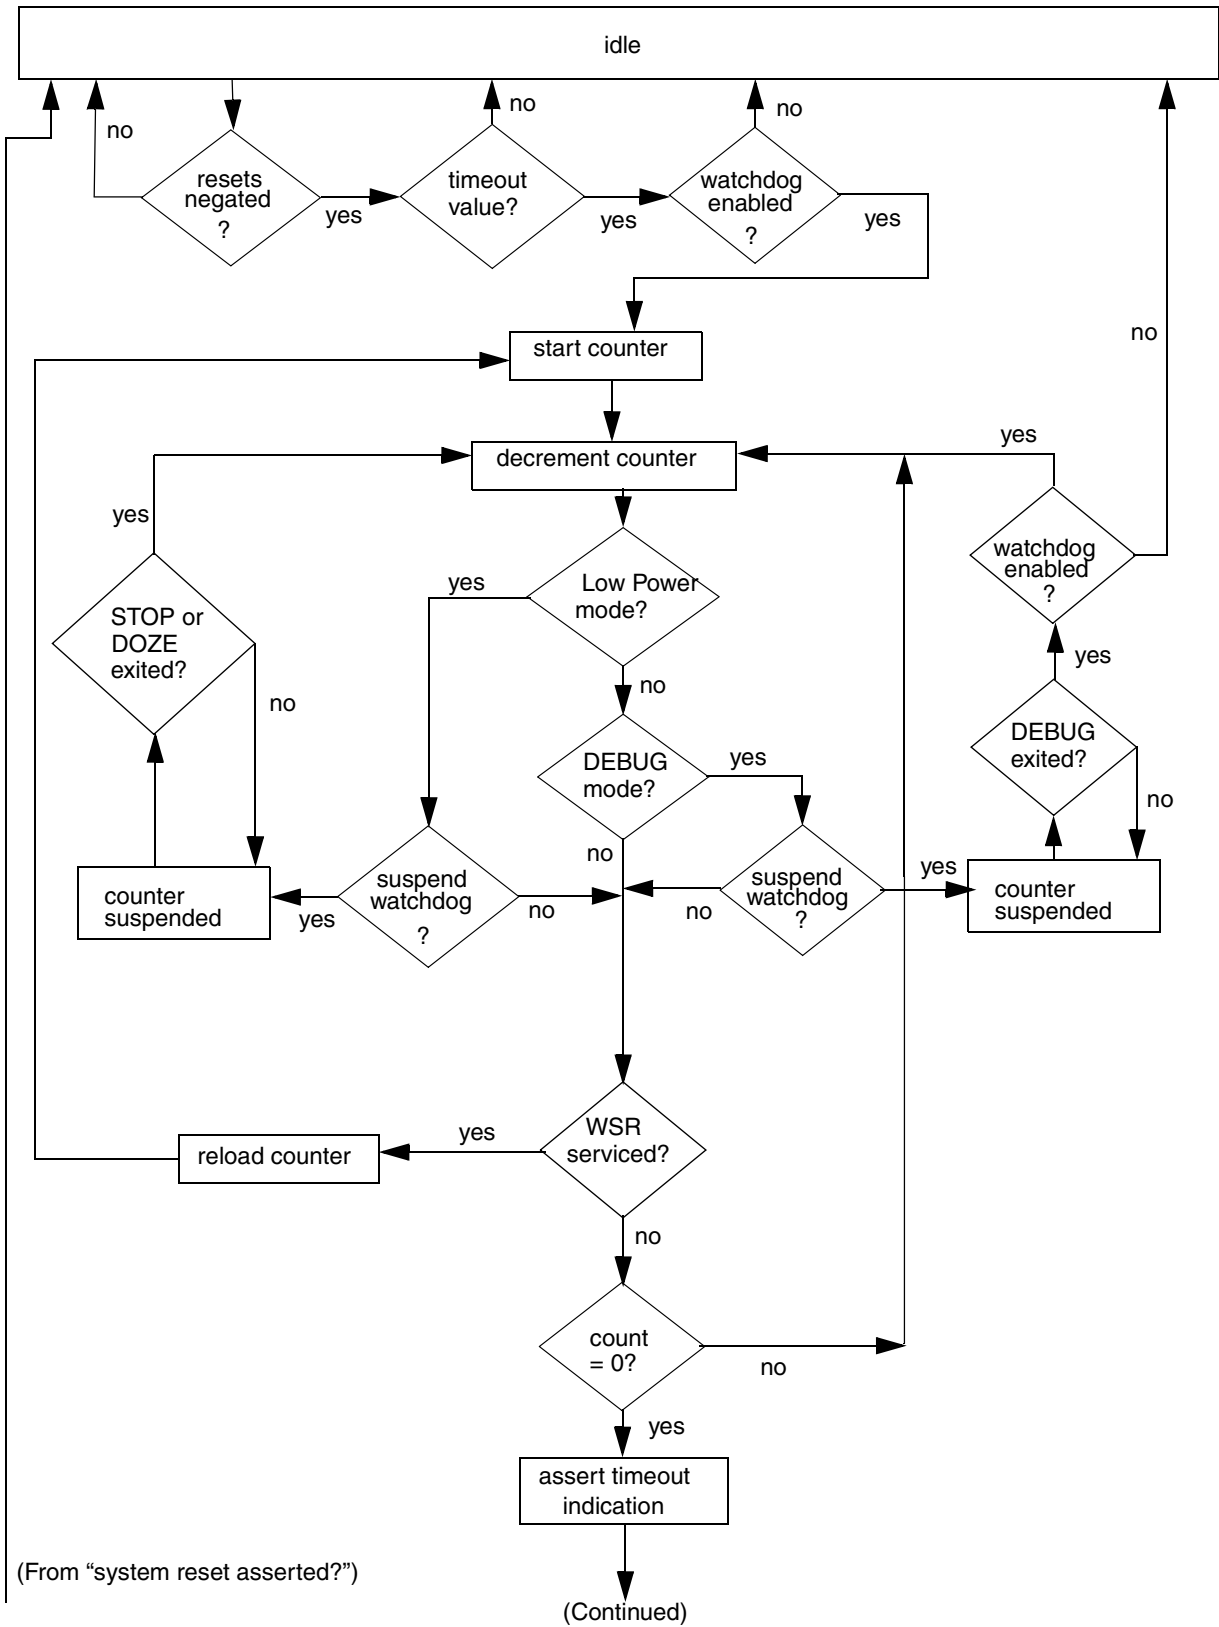 idle
no
no
no
resets
negated
?
yes
timeout
value?
yes
watchdog
enabled
?
yes
no
start counter
yes
decrement counter
yes
watchdog
enabled
?
yes
Low Power
mode?
STOP or
DOZE
exited?
no
no
yes
DEBUG
exited?
DEBUG
mode?
yes
no
no
suspend
watchdog
?
yes
no
suspend
watchdog
?
no
yes
counter
suspended
counter
suspended
WSR
serviced?
yes
reload counter
no
count
= 0?
no
yes
assert timeout
indication
(From “system reset asserted?”)
(Continued)